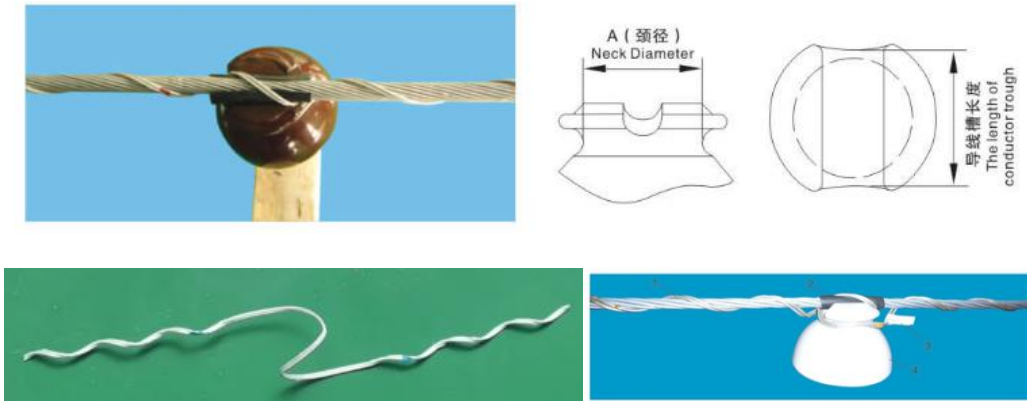 A（颈径）
Neck Diameter
导线槽长度
The length of
conductor trough
1
2
3
4